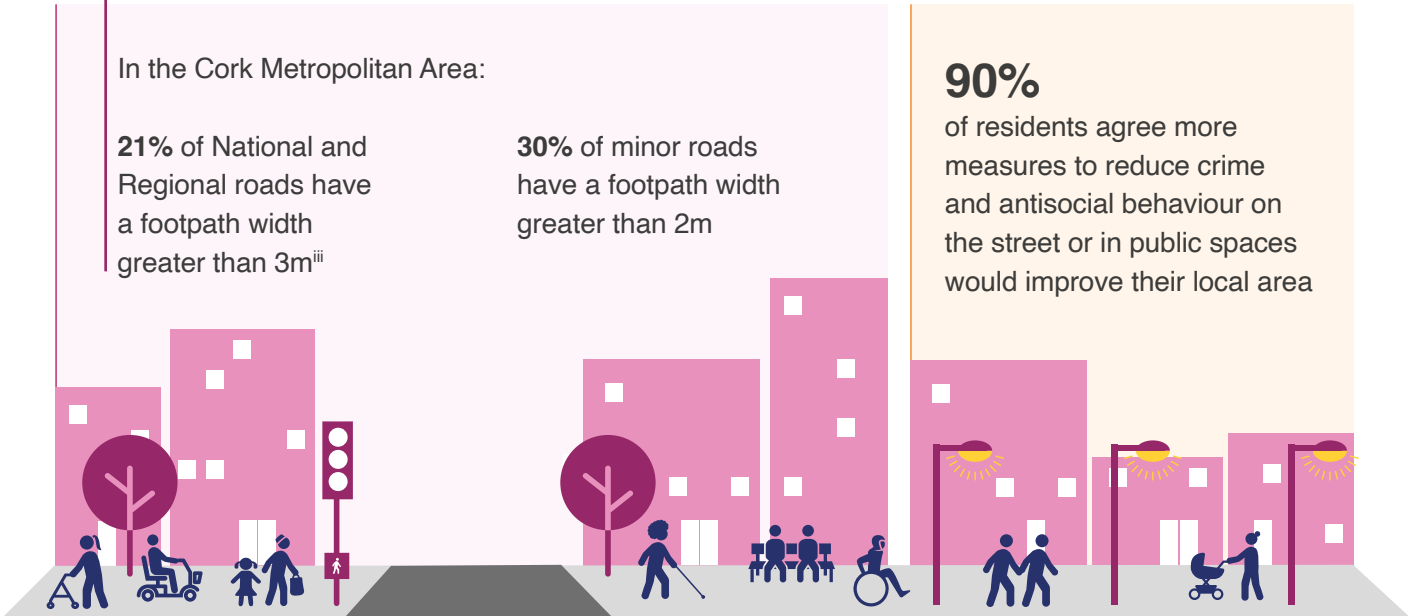 In the Cork Metropolitan Area:
21% of National and
Regional roads have
a footpath width
greater than 3miii
30% of minor roads
have a footpath width
greater than 2m
90%
of residents agree more
measures to reduce crime
and antisocial behaviour on
the street or in public spaces
would improve their local area